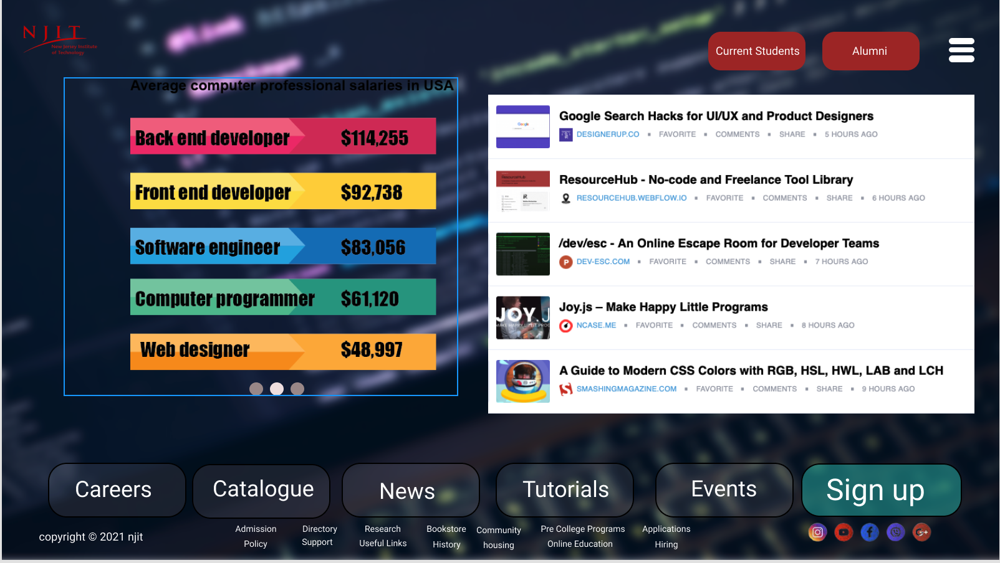 NJIT
New Jersey Institute
of Technology
Current Students
Alumni
Average computer professional salaries in USA
Back end developer $114,255
Front end developer $92,738
Software engineer $83,056
Computer programmer $61,120
Web designer $48,997
Google Search Hacks for UI/UX and Product Designers
DESIGNERUP.CO ▪ FAVORITE ▪ COMMENTS ▪ SHARE ▪ 5 HOURS AGO
ResourceHub - No-code and Freelance Tool Library
RESOURCEHUB.WEBFLOW.IO ▪ FAVORITE ▪ COMMENTS ▪ SHARE ▪ 6 HOURS AGO
/dev/esc - An Online Escape Room for Developer Teams
P DEV-ESC.COM ▪ FAVORITE ▪ COMMENTS ▪ SHARE ▪ 7 HOURS AGO
JOY.J
Joy.js – Make Happy Little Programs
NCASE.ME ▪ FAVORITE ▪ COMMENTS ▪ SHARE ▪ 8 HOURS AGO
A Guide to Modern CSS Colors with RGB, HSL, HWL, LAB and LCH
SMASHINGMAGAZINE.COM ▪ FAVORITE ▪ COMMENTS ▪ SHARE ▪ 9 HOURS AGO
Careers
Catalogue
News
Tutorials
Events
Sign up
copyright © 2021 njit
Admission
Policy
Directory
Support
Research
Useful Links
Bookstore
History
Community
housing
Pre College Programs
Online Education
Applications
Hiring